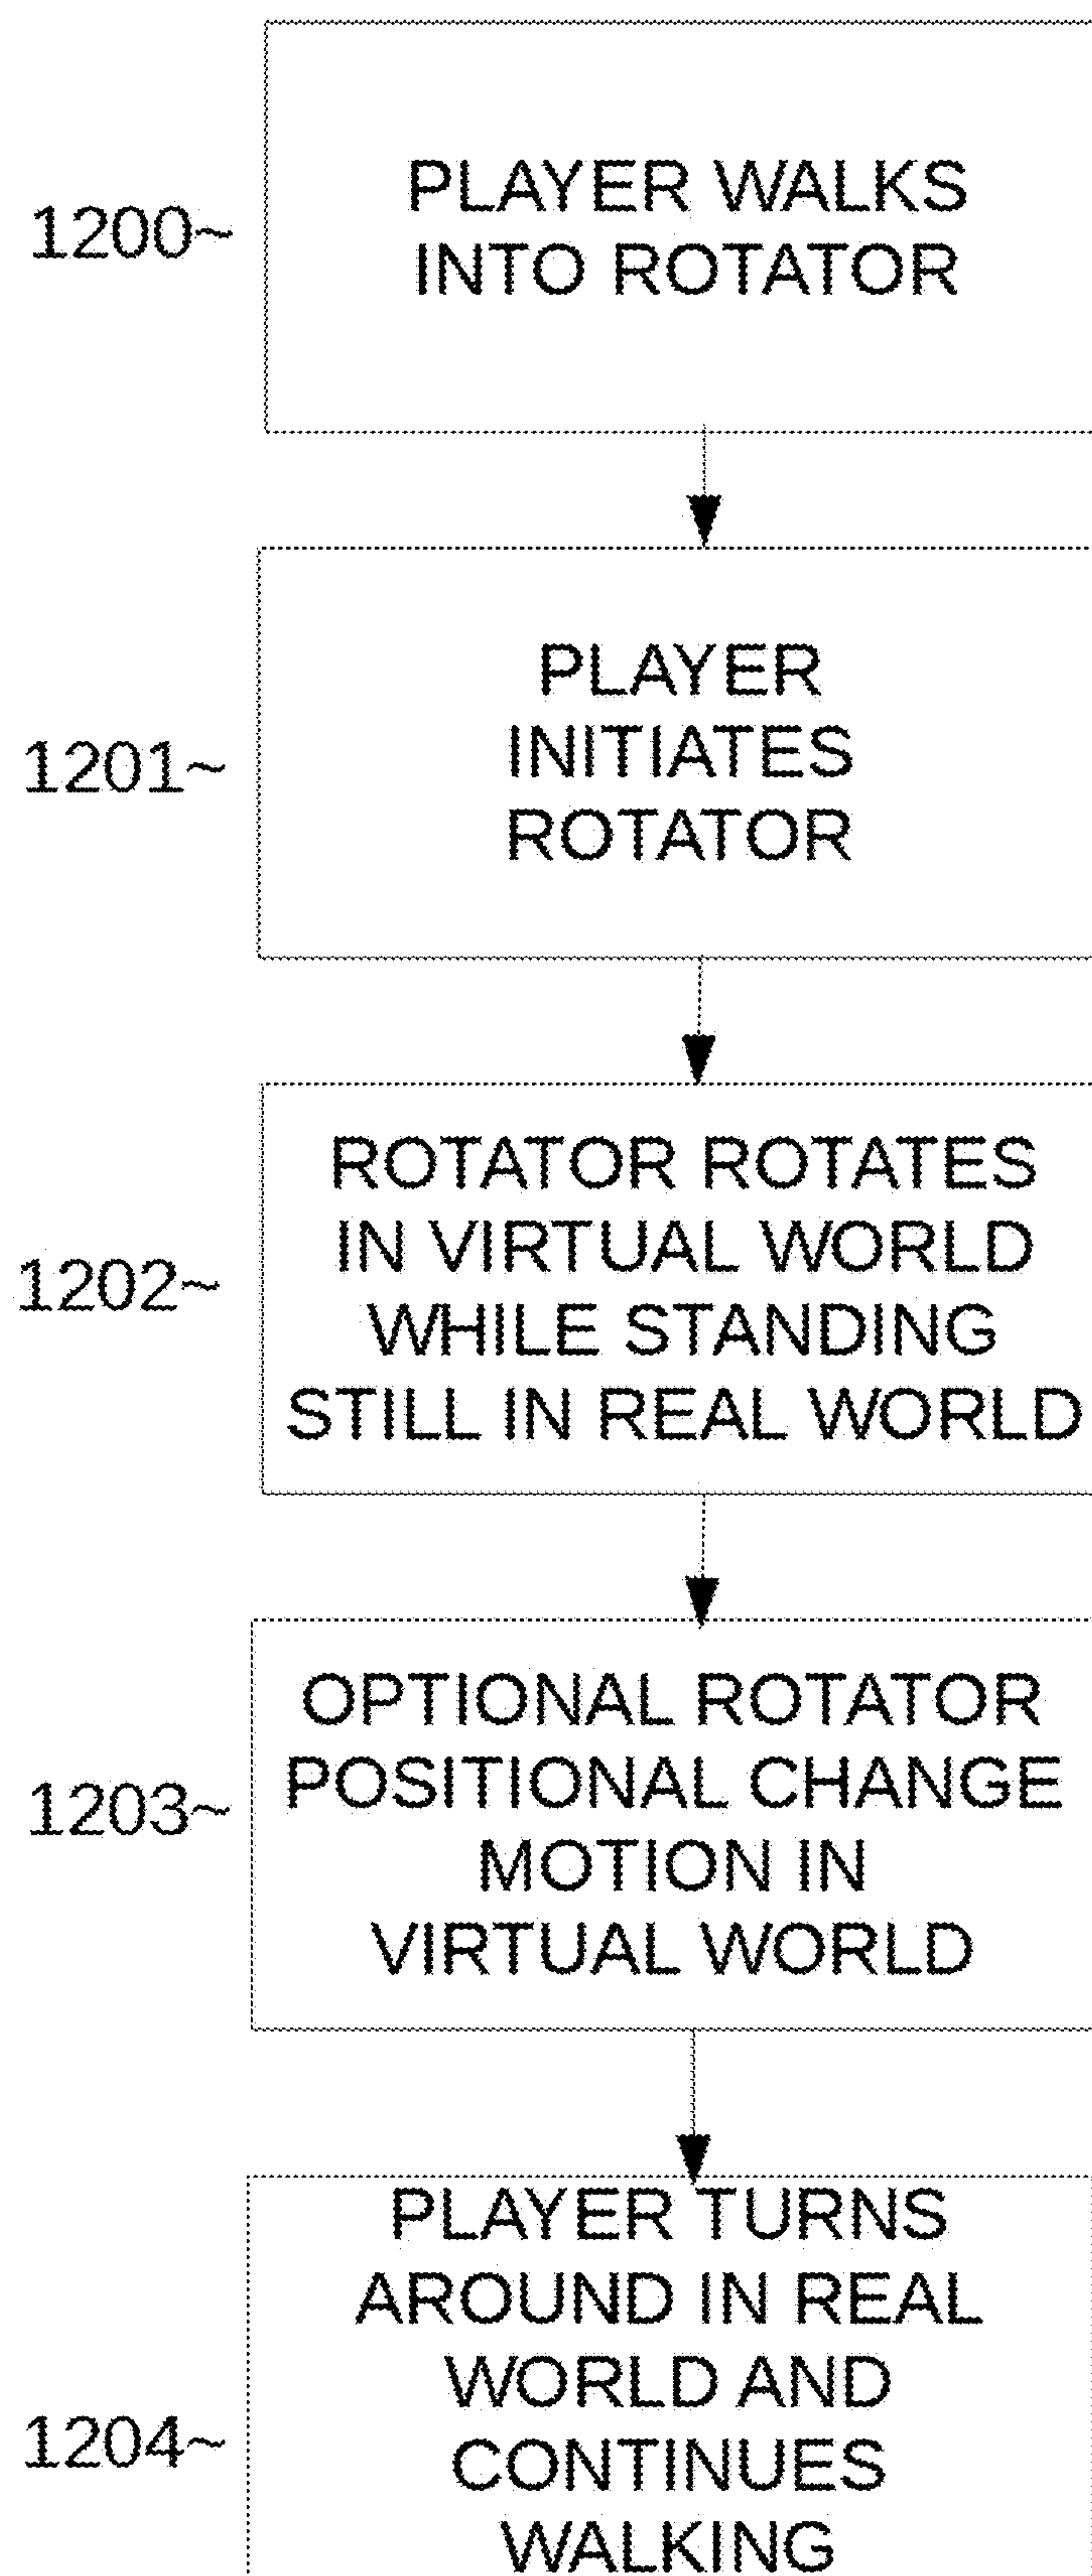 1200~
PLAYER WALKS
INTO ROTATOR
1201~
PLAYER
INITIATES
ROTATOR
1202~
ROTATOR ROTATES
IN VIRTUAL WORLD
WHILE STANDING
STILL IN REAL WORLD
1203~
OPTIONAL ROTATOR
POSITIONAL CHANGE
MOTION IN
VIRTUAL WORLD
1204~
PLAYER TURNS
AROUND IN REAL
WORLD AND
CONTINUES
WALKING